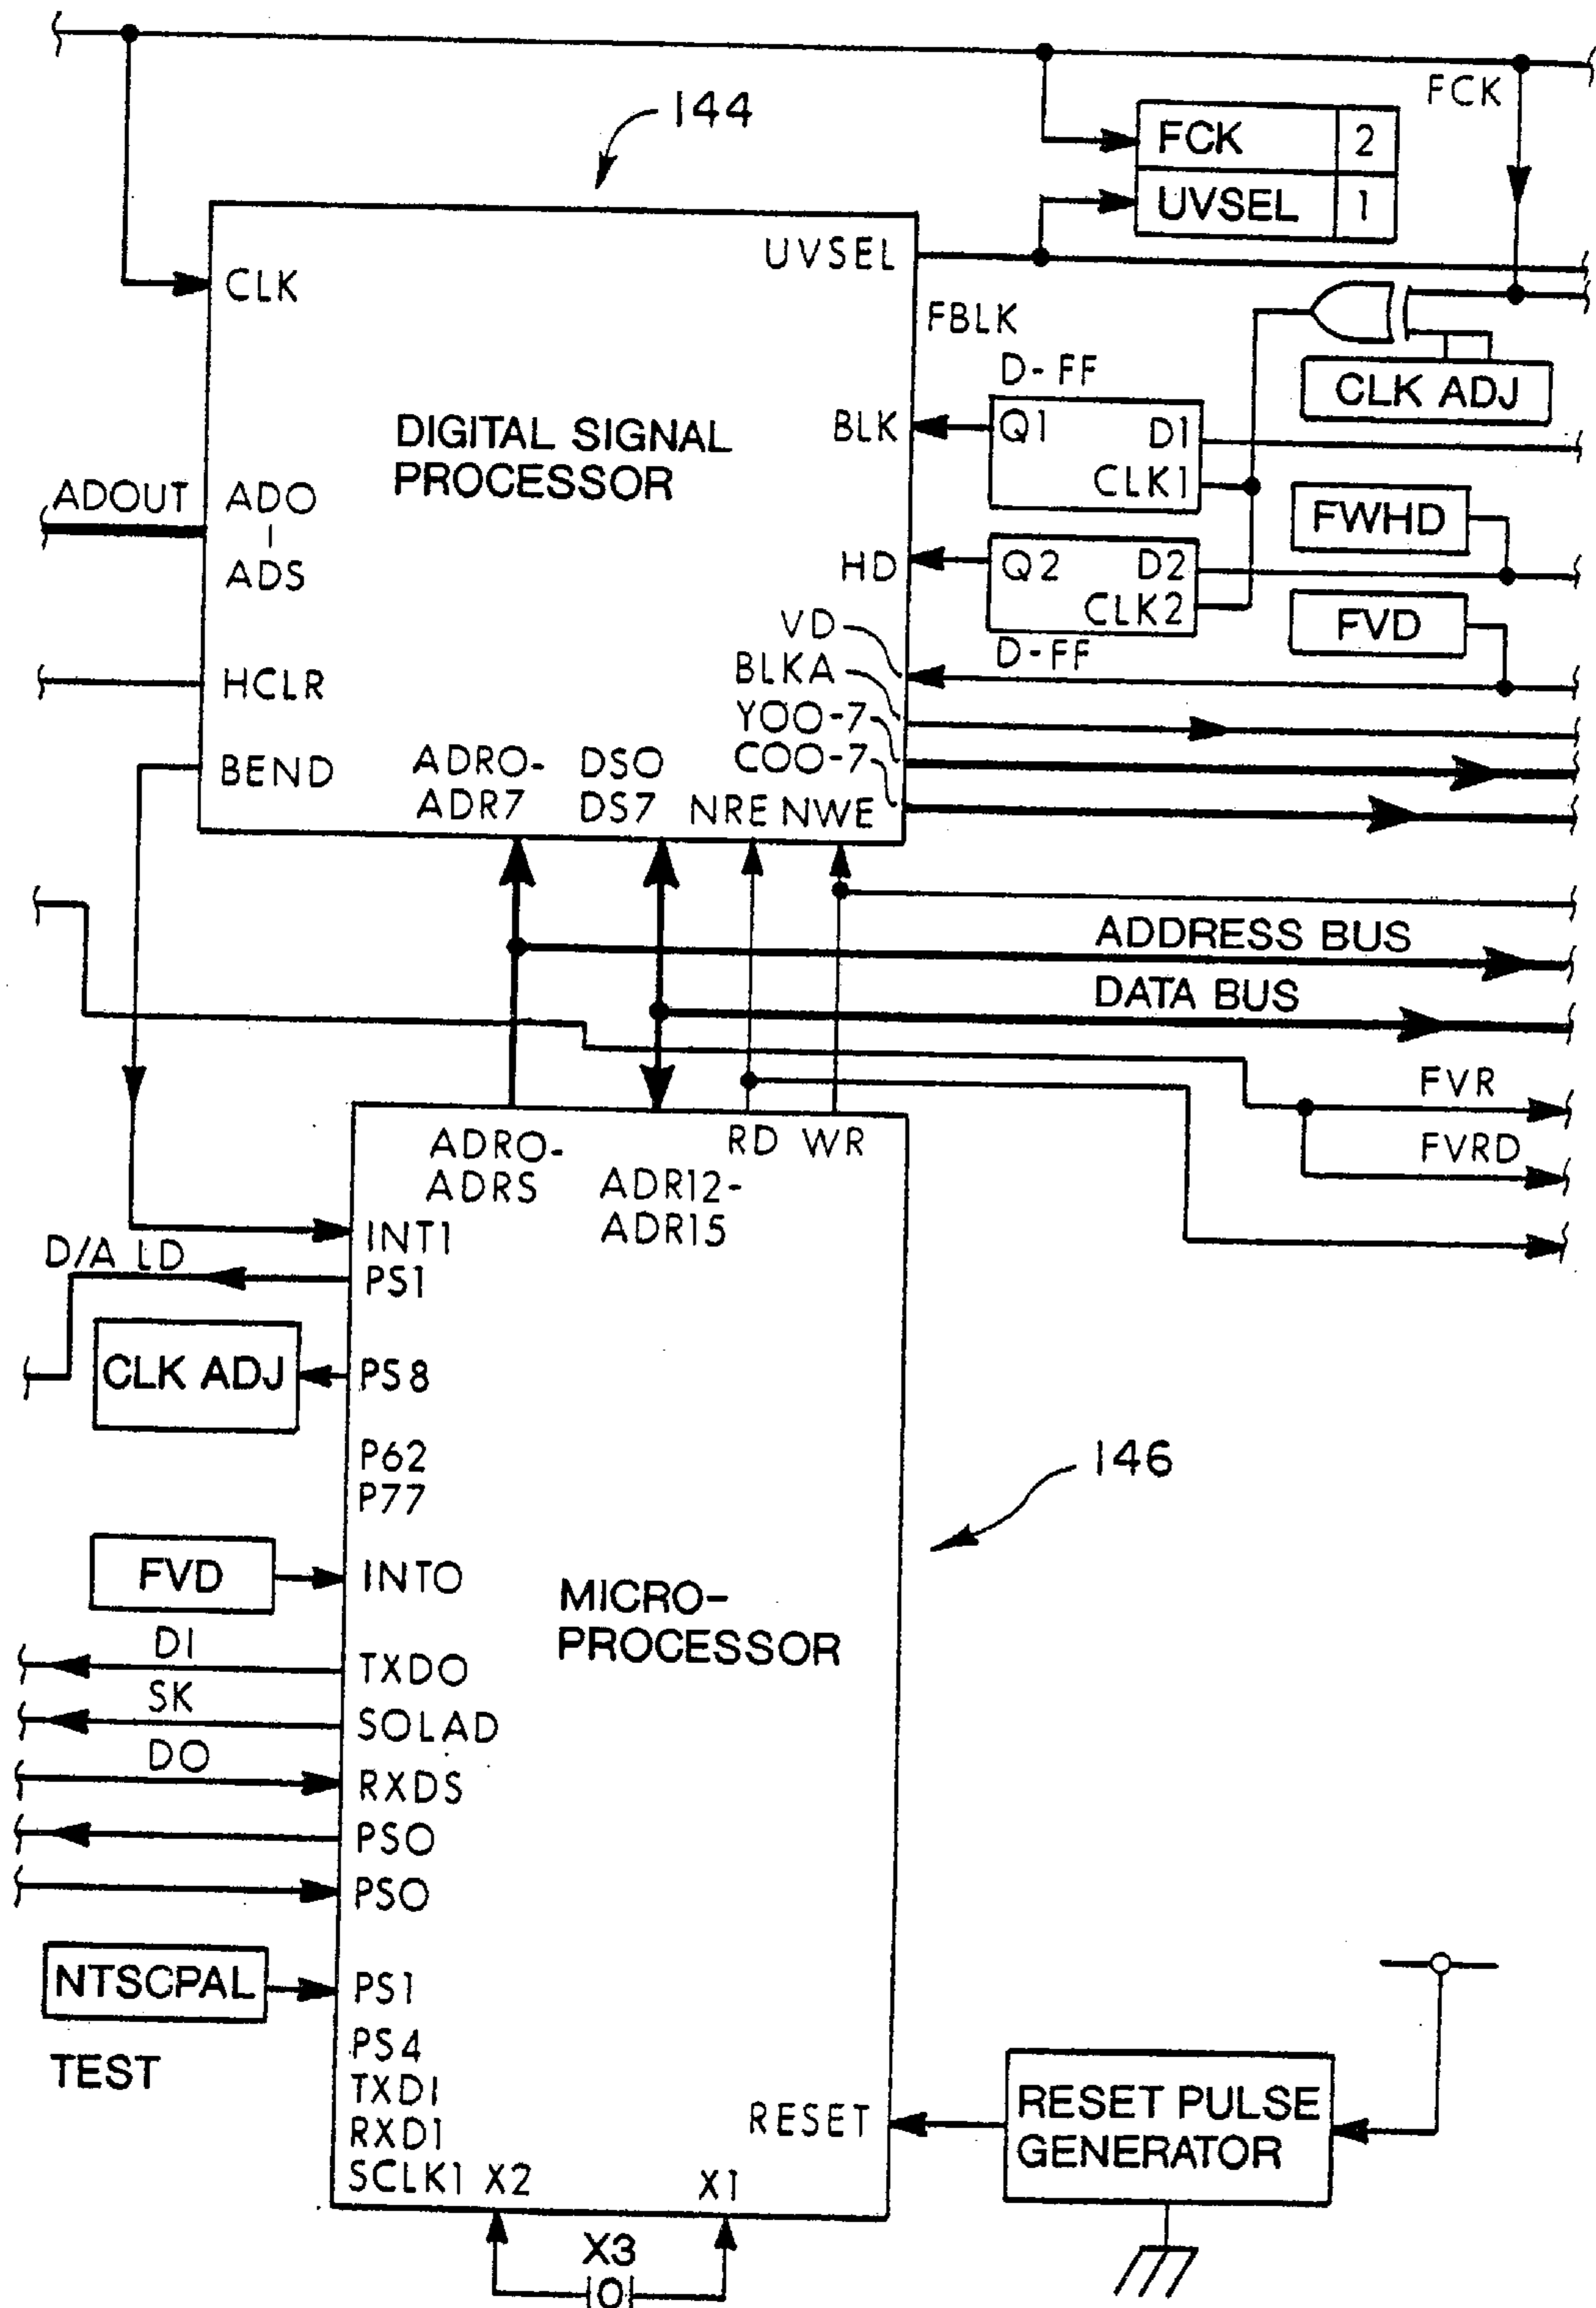 144
FCK
FCK 2
UVSEL 1
UVSEL
CLK
FBLK
D-FF
CLK ADJ
DIGITAL SIGNAL
PROCESSOR
BLK
Q1 D1
CLK1
ADOUT
ADO
ADS
FWHD
HD
Q2 D2
CLK2
D-FF
FVD
VD
BLKA
YOO-7
COO-7
HCLR
BEND
ADRO-
ADR7
DSO
DS7
NRE NWE
ADDRESS BUS
DATA BUS
FVR
FVRD
ADRO-
ADRS
ADR12-
ADR15
RD WR
INT1
D/A LD
PS1
CLK ADJ
PS8
P62
P77
146
FVD
INTO
MICRO-
PROCESSOR
DI
TXDO
SK
SOLAD
DO
RXDS
PSO
PSO
NTSCPAL
PS1
TEST
PS4
TXDI
RXD1
SCLK1 X2 X1
RESET
RESET PULSE
GENERATOR
X3